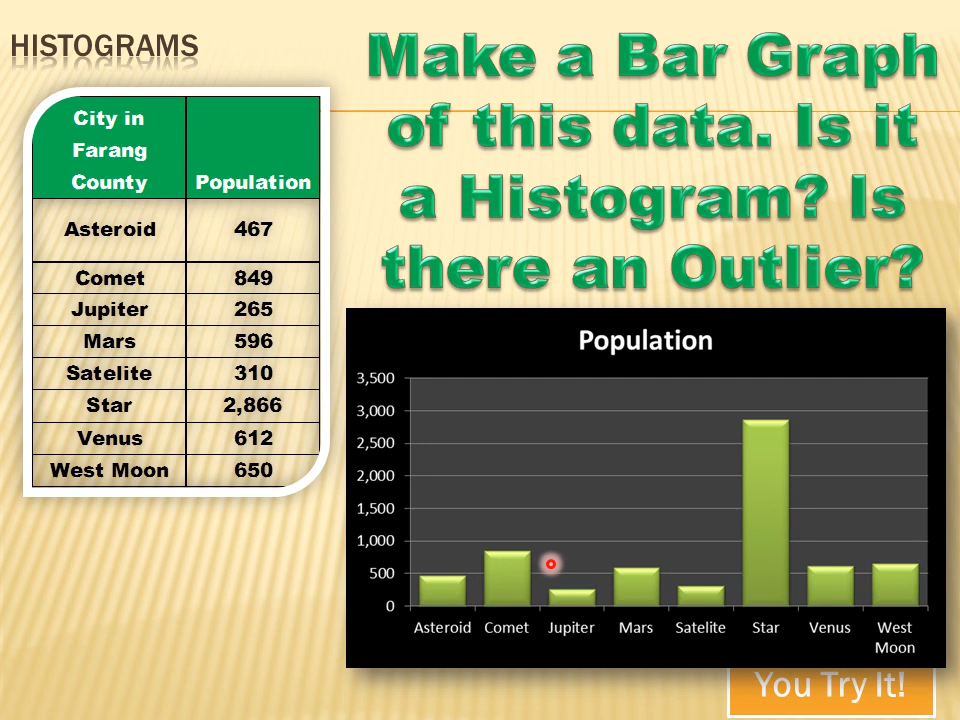 HISTOGRAMS
Make a Bar Graph
of this data. Is it
a Histogram? Is
there an Outlier?
City in
Farang
County Population
Asteroid 467
Comet 849
Jupiter 265
Mars 596
Satelite 310
Star 2,866
Venus 612
West Moon 650
Population
3,500
3,000
2,500
2,000
1,500
1,000
500
0
Asteroid Comet Jupiter Mars Satelite Star Venus West
Moon
You Try It!